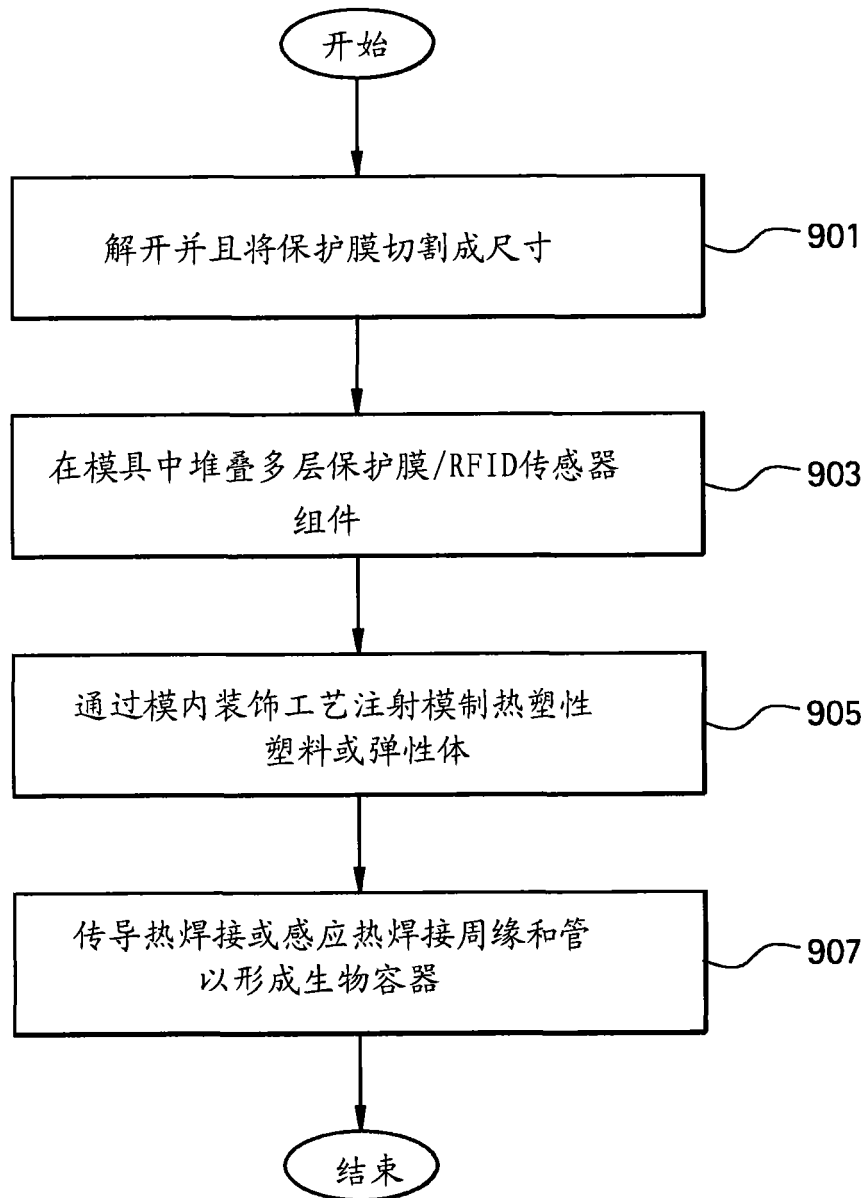 开始
解开并且将保护膜切割成尺寸
901
在模具中堆叠多层保护膜/RFID传感器
组件
903
通过模内装饰工艺注射模制热塑性
塑料或弹性体
905
传导热焊接或感应热焊接周缘和管
以形成生物容器
907
结束